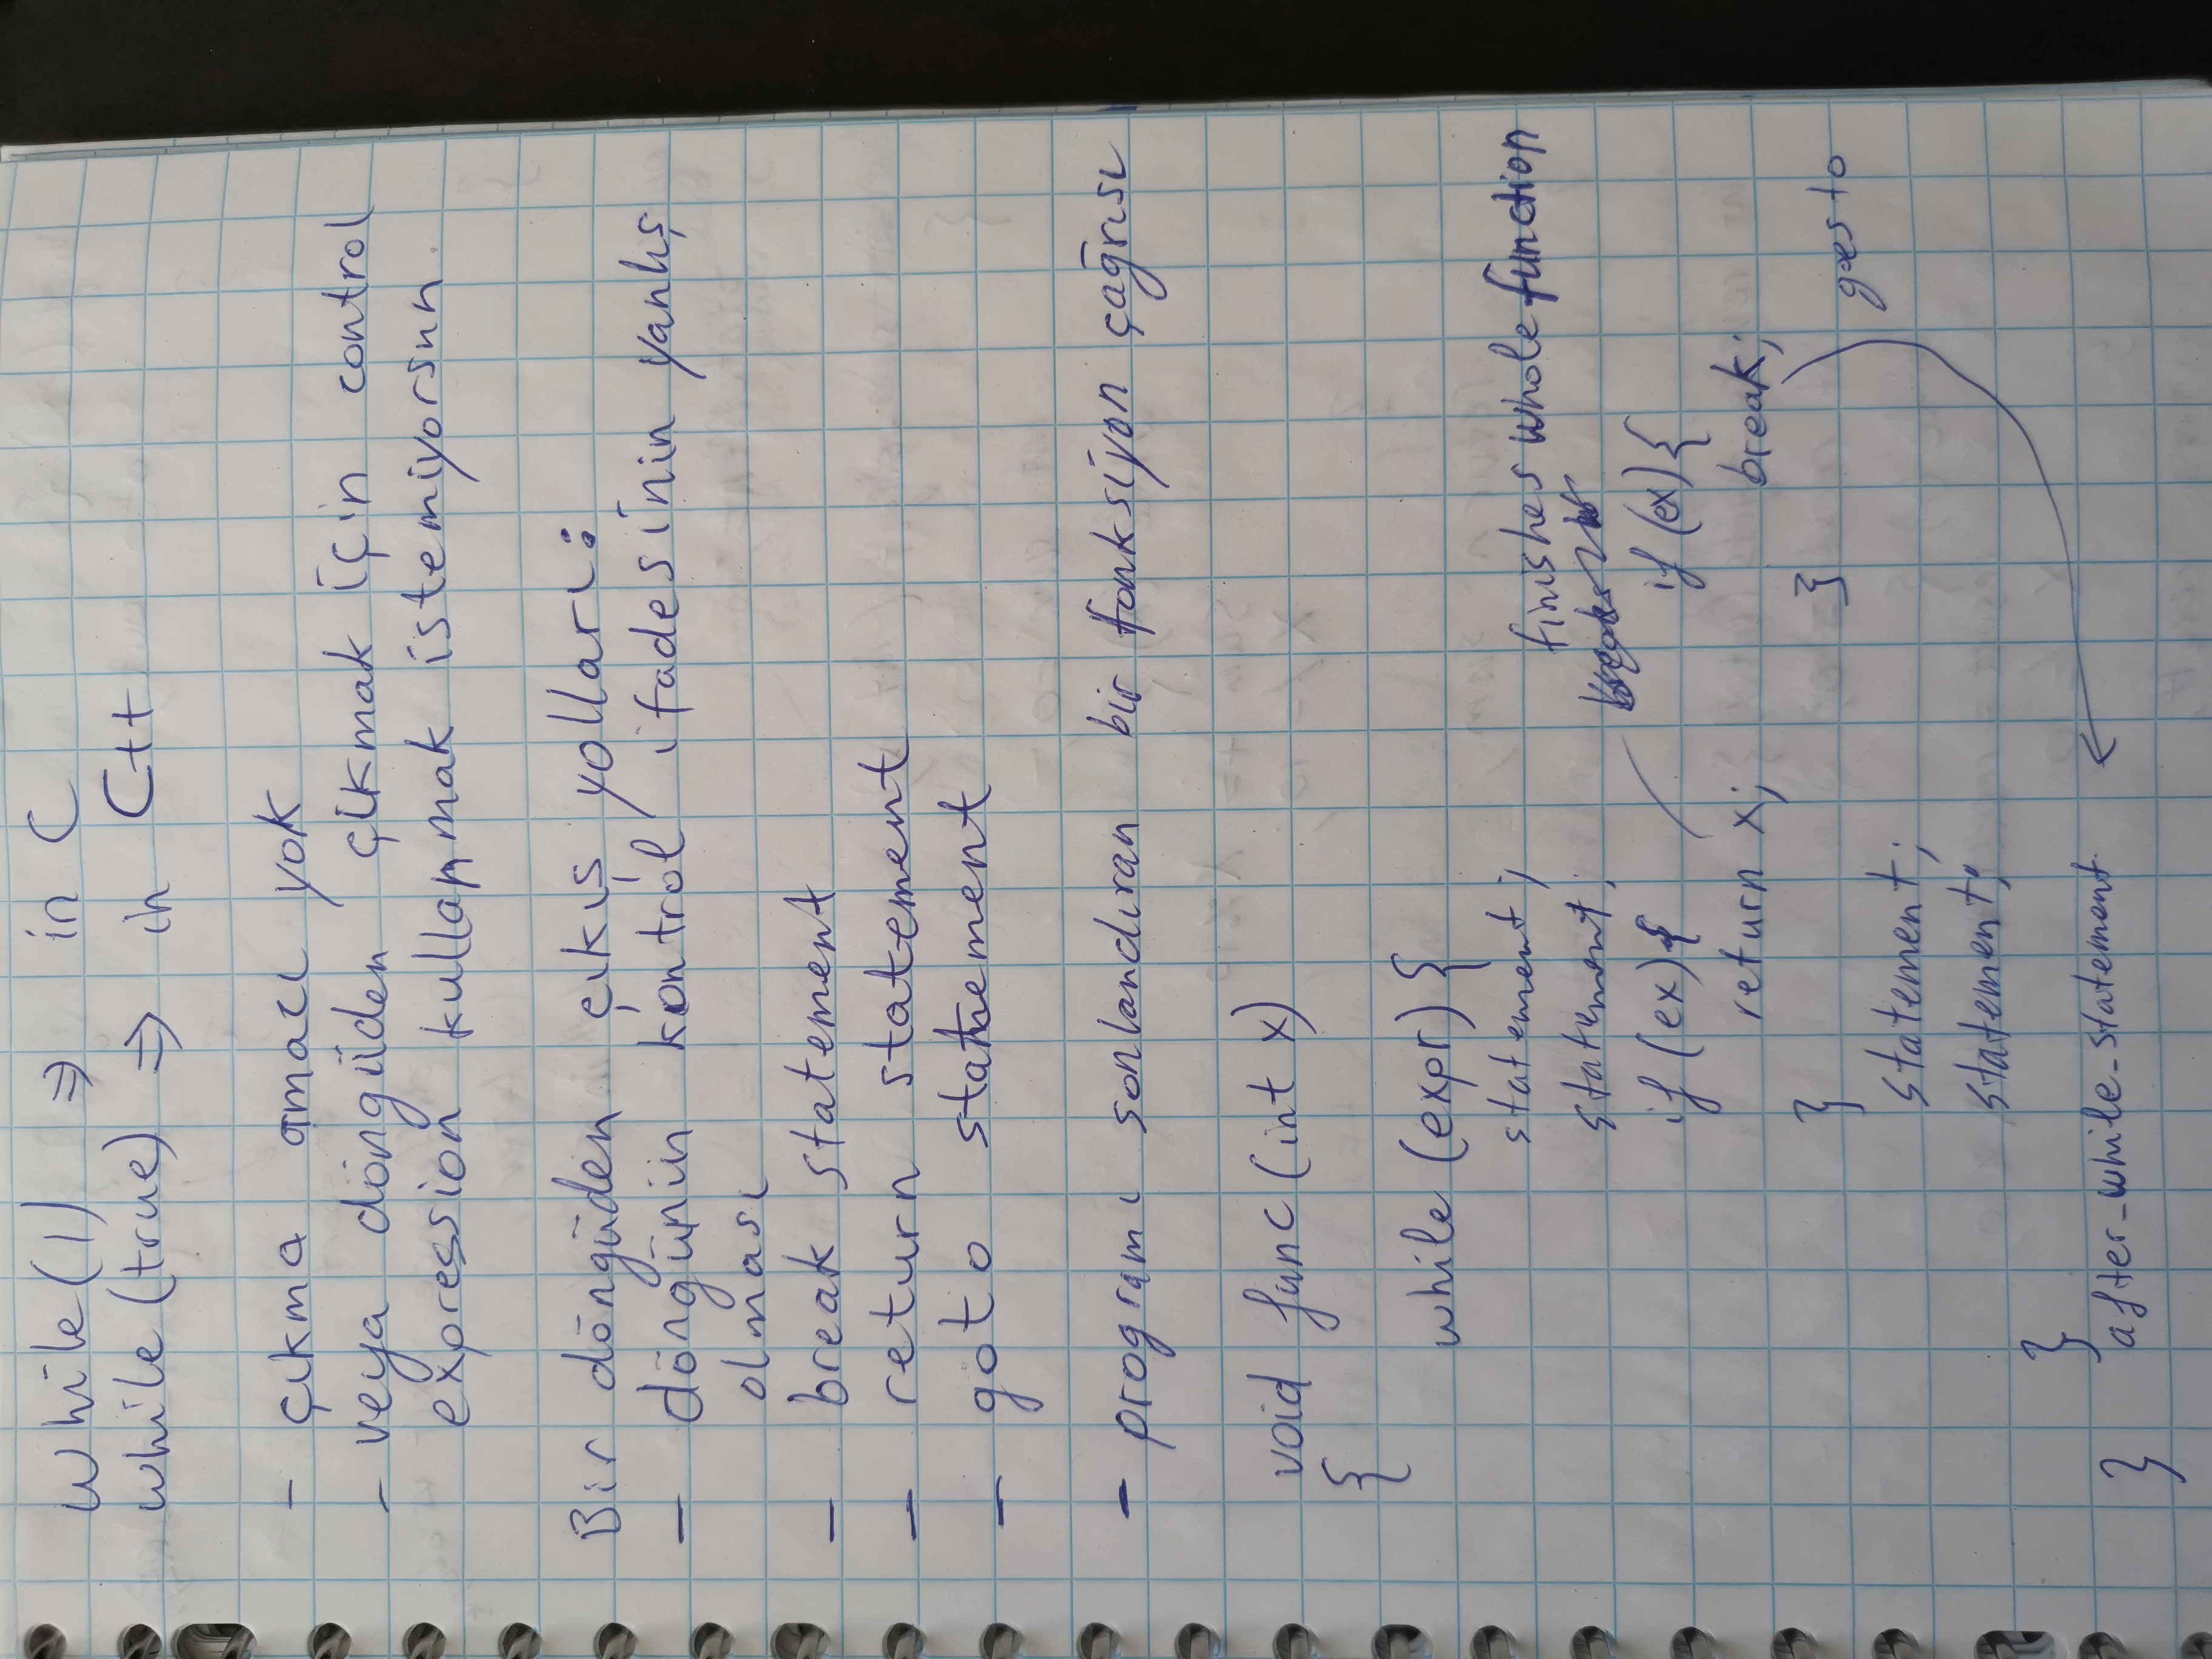 while(1) ⇒ in C
while(true) ⇒ in C++
- çıkma amacı yok
- veya döngüden çıkmak için control
expression kullanmak istemiyorsun.
Bir döngüden çıkış yolları:
- döngünün kontrol ifadesinin yanlış
olması
- break statement
- return statement
- goto statement
- programı sonlandıran bir fonksiyon çağrısı
void func(int x)
{
while (expr) {
statement;
finishes whole function
statement;
if (ex) { if (ex) {
return x; break;
} }
goes to
statement;
statement;
}
after_while_statement
}